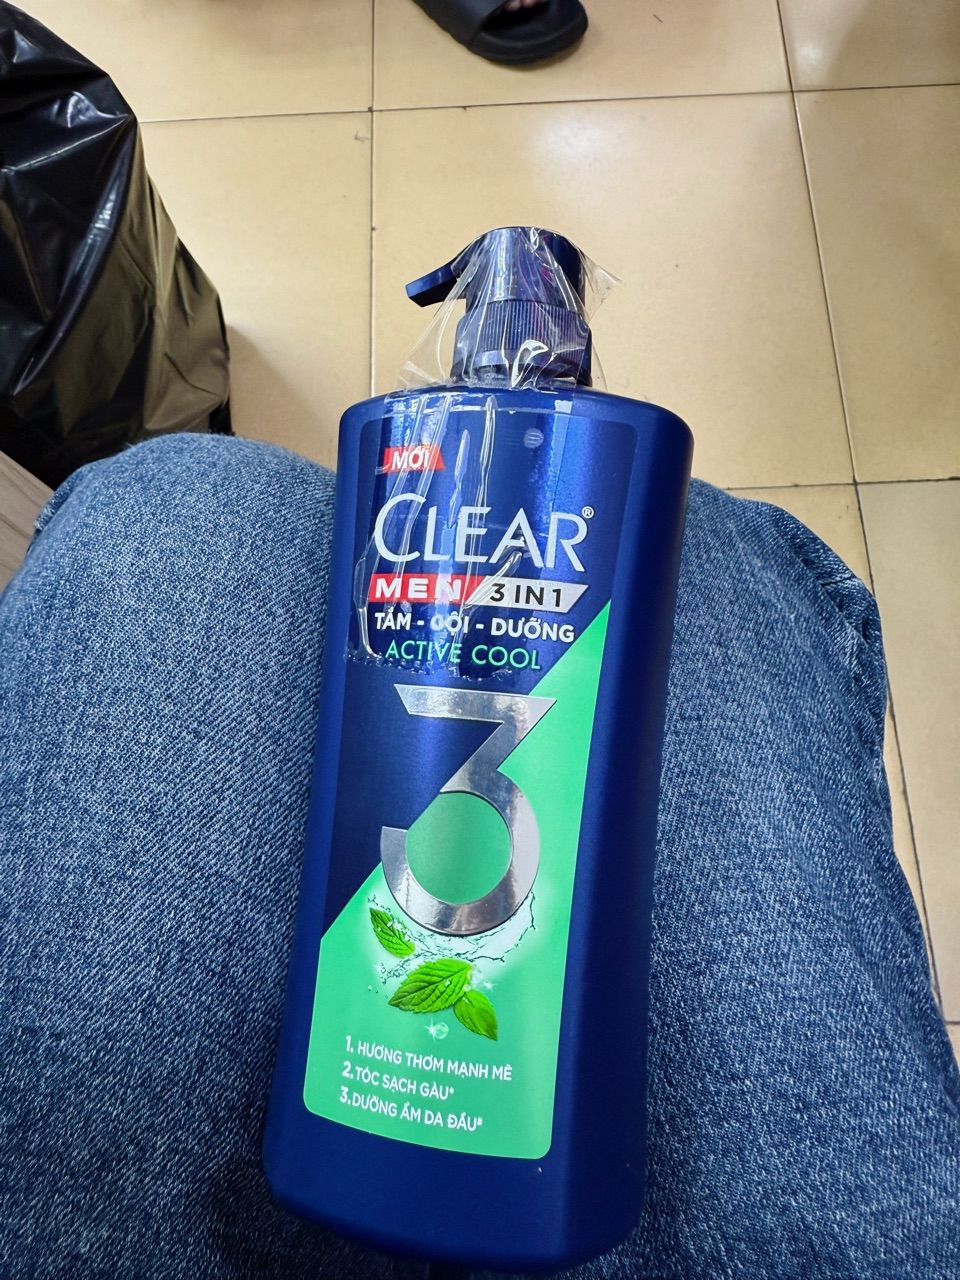 MỚI
CLEAR®
MEN 3 IN 1
TẮM - GỘI - DƯỠNG
ACTIVE COOL
3
1. HƯƠNG THƠM MẠNH MẼ
2. TÓC SẠCH GÀU*
3. DƯỠNG ẨM DA ĐẦU#